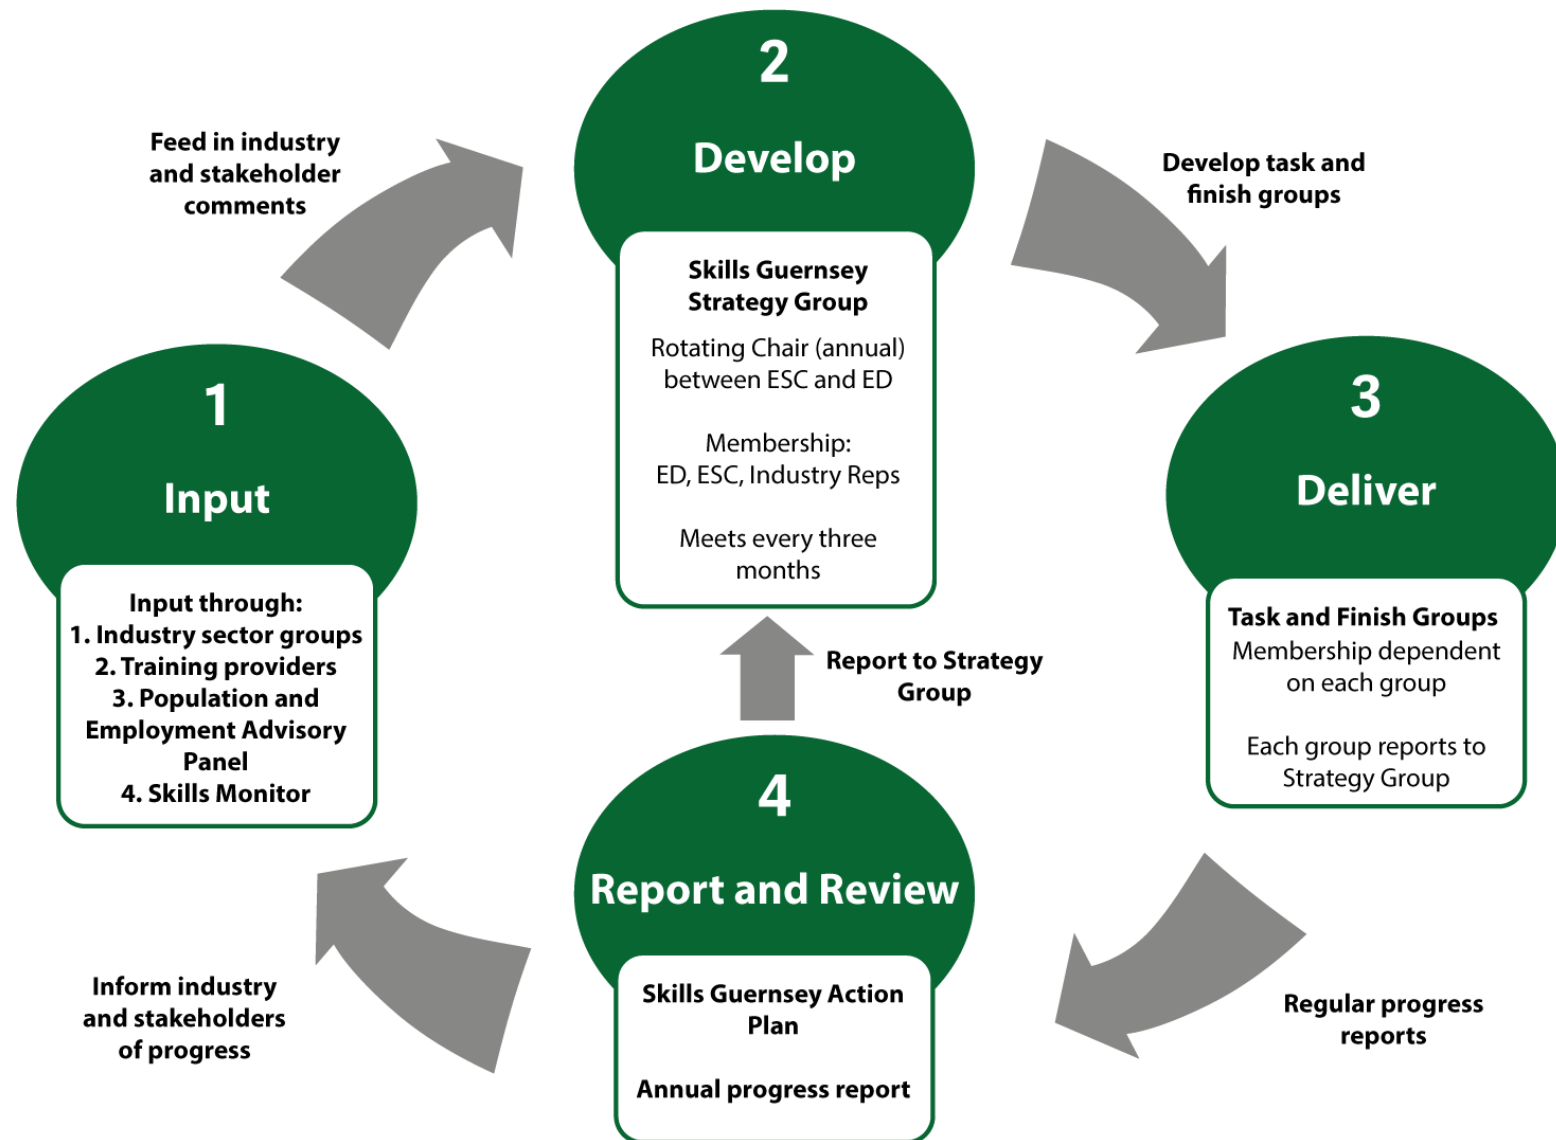 2
Develop
Skills Guernsey
Strategy Group
Rotating Chair (annual)
between ESC and ED
Membership:
ED, ESC, Industry Reps
Meets every three
months
Feed in industry
and stakeholder
comments
Develop task and
finish groups
1
Input
Input through:
1. Industry sector groups
2. Training providers
3. Population and
Employment Advisory
Panel
4. Skills Monitor
3
Deliver
Task and Finish Groups
Membership dependent
on each group
Each group reports to
Strategy Group
Report to Strategy
Group
4
Report and Review
Skills Guernsey Action
Plan
Annual progress report
Inform industry
and stakeholders
of progress
Regular progress
reports